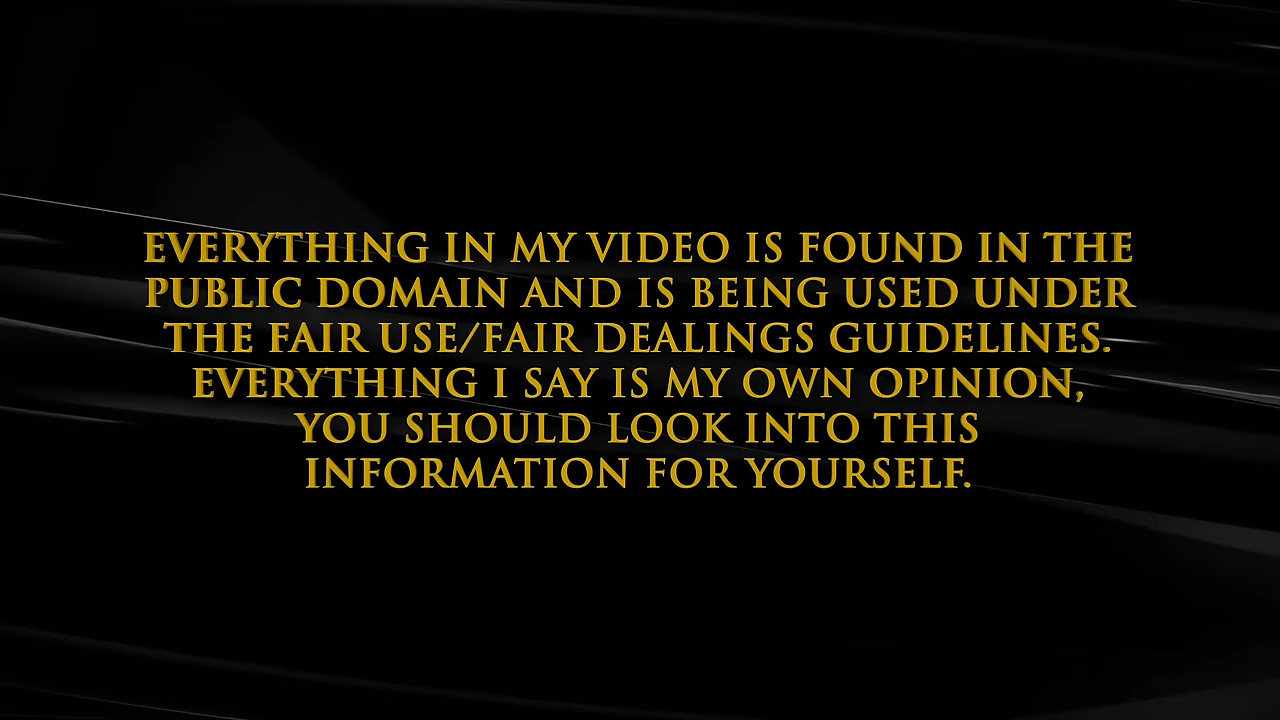 EVERYTHING IN MY VIDEO IS FOUND IN THE
PUBLIC DOMAIN AND IS BEING USED UNDER
THE FAIR USE/FAIR DEALINGS GUIDELINES.
EVERYTHING I SAY IS MY OWN OPINION,
YOU SHOULD LOOK INTO THIS
INFORMATION FOR YOURSELF.